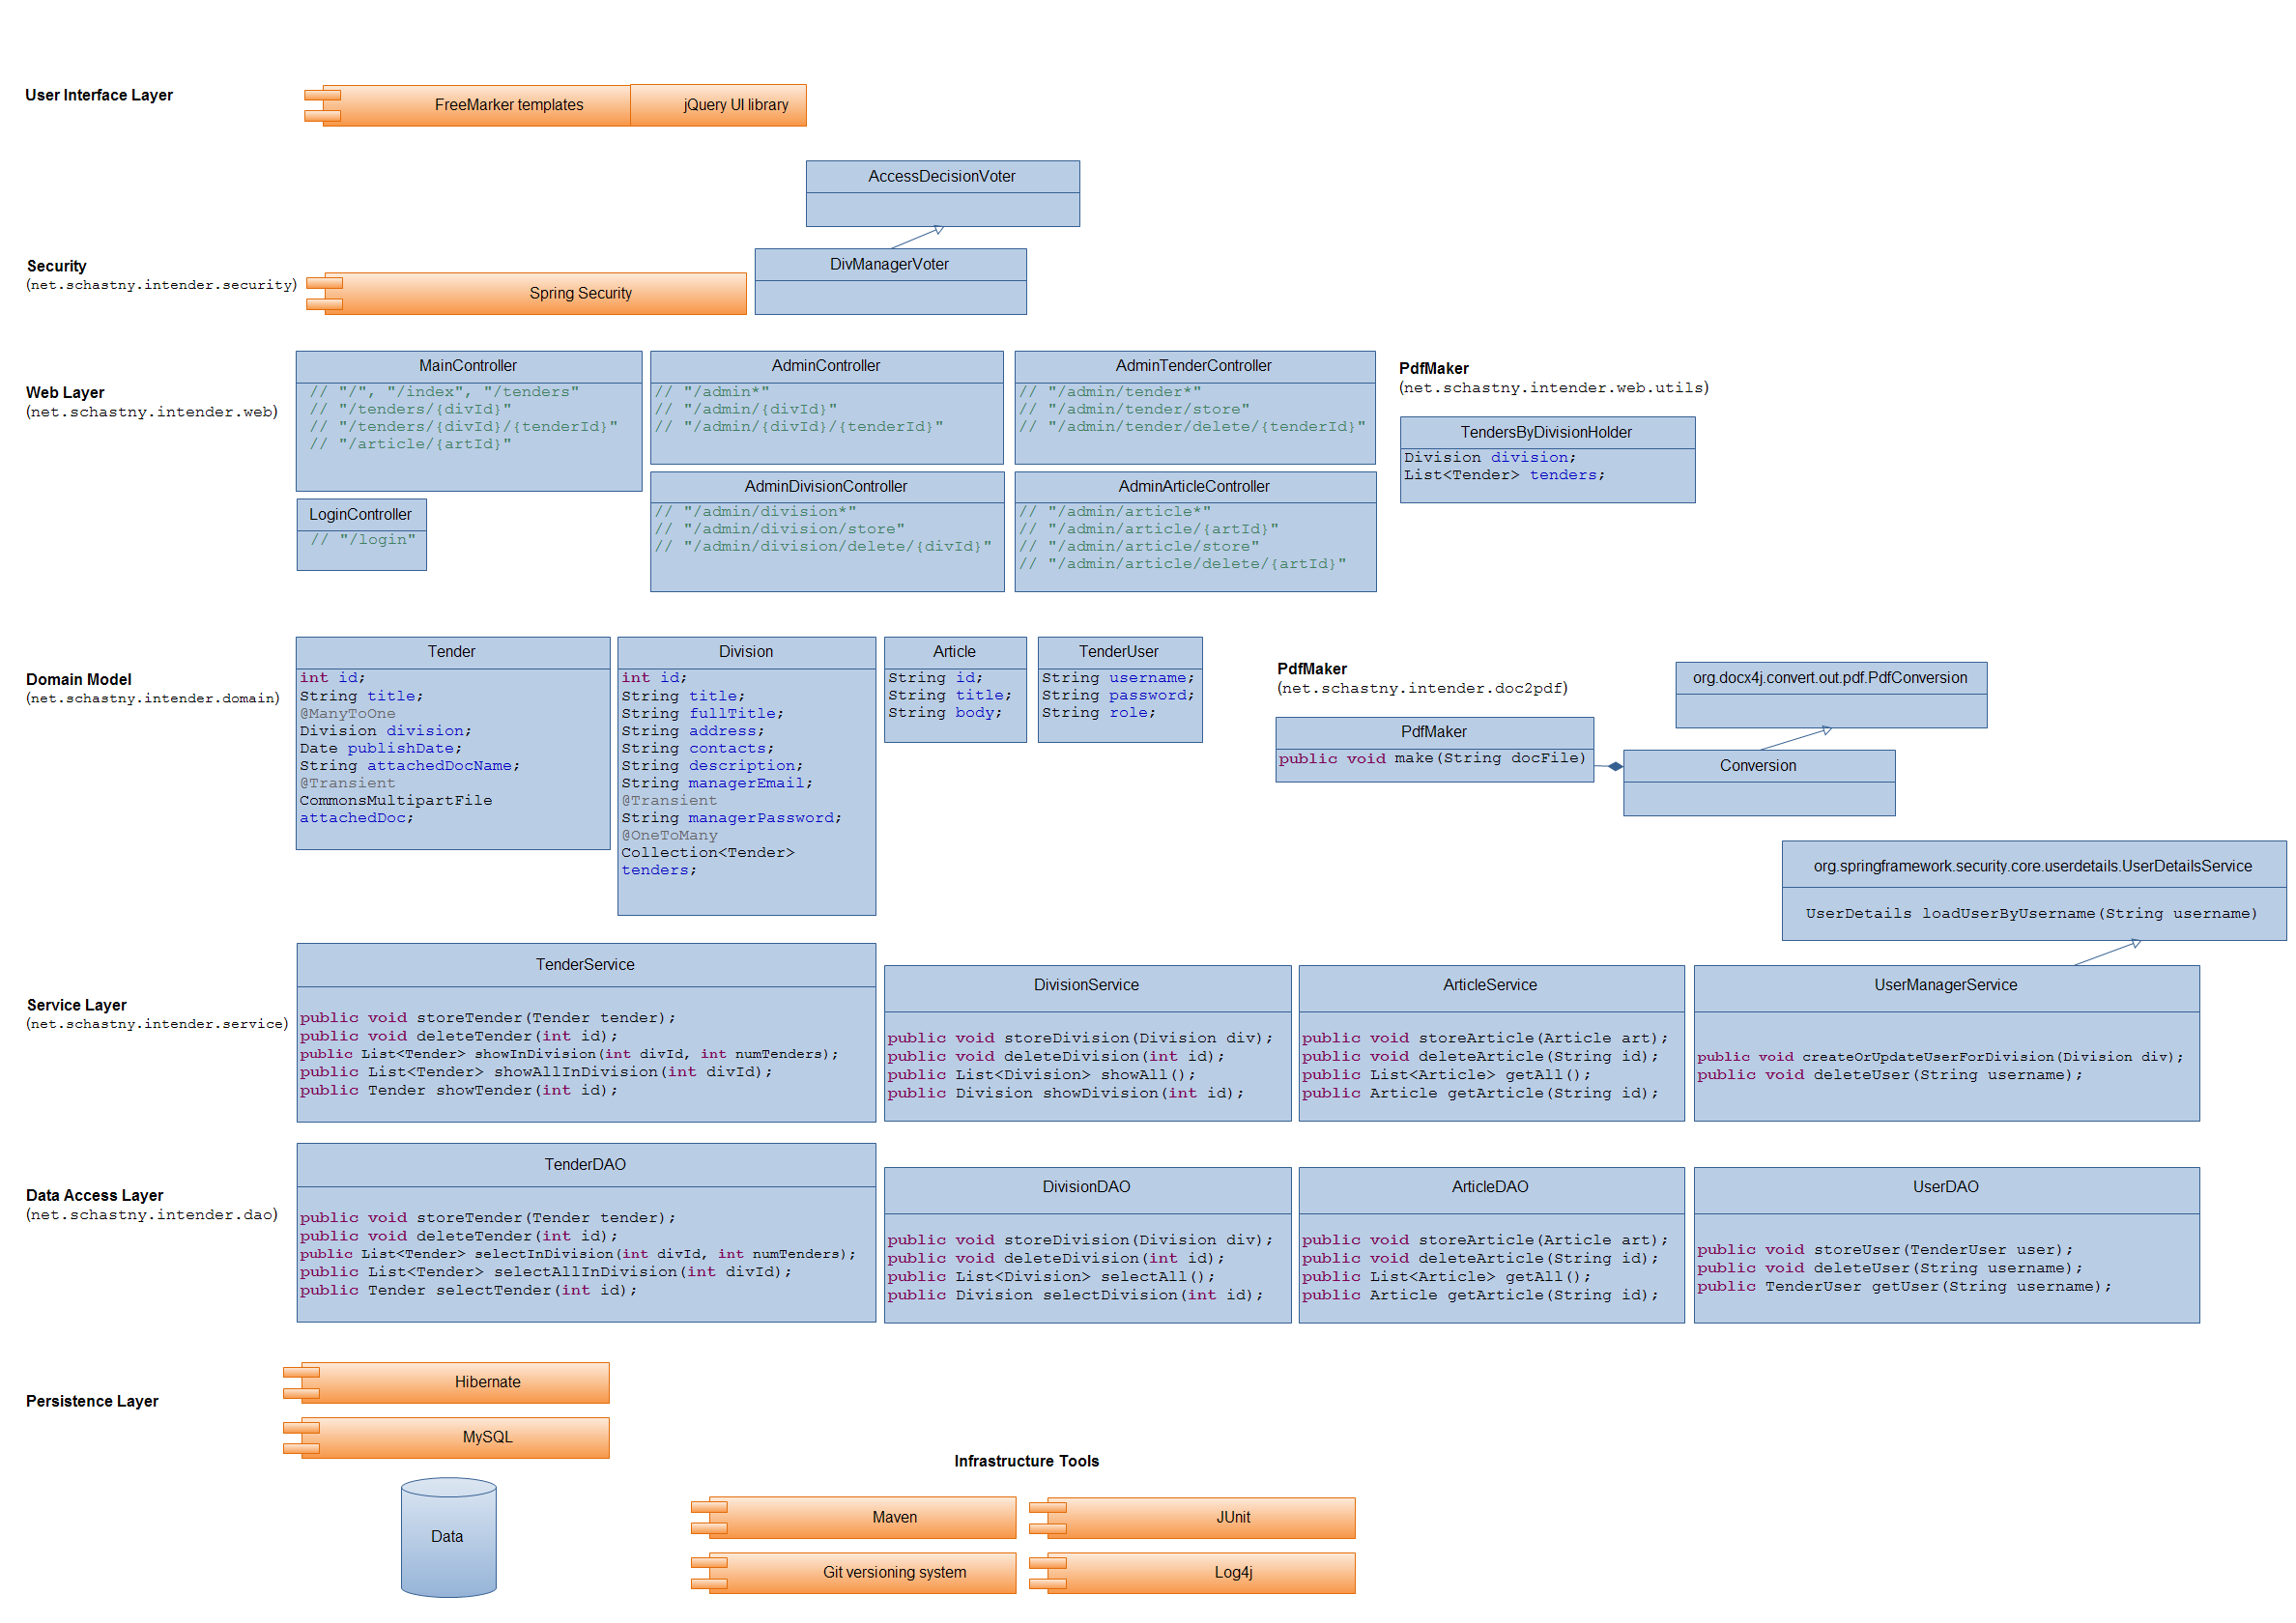 User Interface Layer
FreeMarker templates
jQuery UI library
AccessDecisionVoter
Security
(net.schastny.intender.security)
Spring Security
DivManagerVoter
Web Layer
(net.schastny.intender.web)
MainController
// "/", "/index", "/tenders"
// "/tenders/{divId}"
// "/tenders/{divId}/{tenderId}"
// "/article/{artId}"
AdminController
// "/admin*"
// "/admin/{divId}"
// "/admin/{divId}/{tenderId}"
AdminTenderController
// "/admin/tender*"
// "/admin/tender/store"
// "/admin/tender/delete/{tenderId}"
PdfMaker
(net.schastny.intender.web.utils)
TendersByDivisionHolder
Division division;
List<Tender> tenders;
LoginController
// "/login"
AdminDivisionController
// "/admin/division*"
// "/admin/division/store"
// "/admin/division/delete/{divId}"
AdminArticleController
// "/admin/article*"
// "/admin/article/{artId}"
// "/admin/article/store"
// "/admin/article/delete/{artId}"
Domain Model
(net.schastny.intender.domain)
Tender
int id;
String title;
@ManyToOne
Division division;
Date publishDate;
String attachedDocName;
@Transient
CommonsMultipartFile
attachedDoc;
Division
int id;
String title;
String fullTitle;
String address;
String contacts;
String description;
String managerEmail;
@Transient
String managerPassword;
@OneToMany
Collection<Tender>
tenders;
Article
String id;
String title;
String body;
TenderUser
String username;
String password;
String role;
PdfMaker
(net.schastny.intender.doc2pdf)
PdfMaker
public void make(String docFile)
org.docx4j.convert.out.pdf.PdfConversion
Conversion
org.springframework.security.core.userdetails.UserDetailsService
UserDetails loadUserByUsername(String username)
Service Layer
(net.schastny.intender.service)
TenderService
public void storeTender(Tender tender);
public void deleteTender(int id);
public List<Tender> showInDivision(int divId, int numTenders);
public List<Tender> showAllInDivision(int divId);
public Tender showTender(int id);
DivisionService
public void storeDivision(Division div);
public void deleteDivision(int id);
public List<Division> showAll();
public Division showDivision(int id);
ArticleService
public void storeArticle(Article art);
public void deleteArticle(String id);
public List<Article> getAll();
public Article getArticle(String id);
UserManagerService
public void createOrUpdateUserForDivision(Division div);
public void deleteUser(String username);
Data Access Layer
(net.schastny.intender.dao)
TenderDAO
public void storeTender(Tender tender);
public void deleteTender(int id);
public List<Tender> selectInDivision(int divId, int numTenders);
public List<Tender> selectAllInDivision(int divId);
public Tender selectTender(int id);
DivisionDAO
public void storeDivision(Division div);
public void deleteDivision(int id);
public List<Division> selectAll();
public Division selectDivision(int id);
ArticleDAO
public void storeArticle(Article art);
public void deleteArticle(String id);
public List<Article> getAll();
public Article getArticle(String id);
UserDAO
public void storeUser(TenderUser user);
public void deleteUser(String username);
public TenderUser getUser(String username);
Persistence Layer
Hibernate
MySQL
Data
Infrastructure Tools
Maven
JUnit
Git versioning system
Log4j